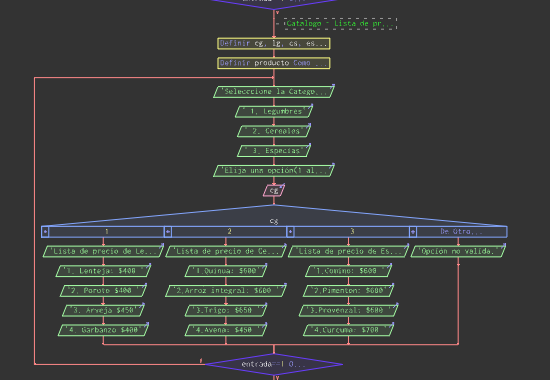 Catálogo - Lista de pr...
Definir cg, lg, cs, es...
Definir producto Como ...
'Seleccione la Catego...
' 1. Legumbres'
' 2. Cereales'
' 3. Especias'
'Elija una opción(1 al...
cg
cg
1 2 3 De Otro...
'Lista de precio de Le... 'Lista de precio de Ce... 'Lista de precio de Es... 'Opción no valida.'
'1. Lenteja: $400 ' '1.Quinua: $600 ' '1.Comino: $600 '
'2. Poroto $400 ' '2.Arroz integral: $600 ' '2.Pimenton: $680 '
'3. Arveja $450 ' '3.Trigo: $650 ' '3.Provenzal: $600 '
'4. Garbanzo $480 ' '4.Avena: $450 ' '4.Curcuma: $700 '
entrada==1 O...